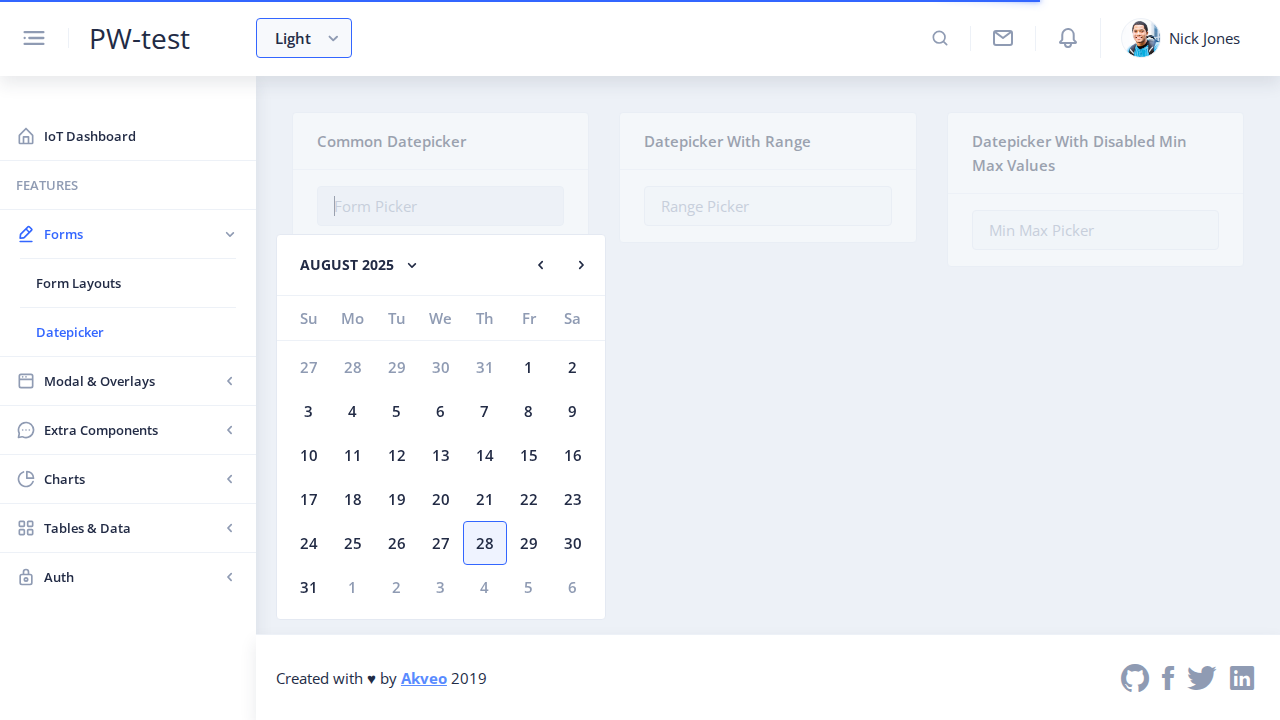 PW-test
Light
Nick Jones
IoT Dashboard
FEATURES
Forms
Form Layouts
Datepicker
Modal & Overlays
Extra Components
Charts
Tables & Data
Auth
Common Datepicker
Form Picker
Datepicker With Range
Range Picker
Datepicker With Disabled Min
Max Values
Min Max Picker
AUGUST 2025
Su Mo Tu We Th Fr Sa
27 28 29 30 31 1 2
3 4 5 6 7 8 9
10 11 12 13 14 15 16
17 18 19 20 21 22 23
24 25 26 27 28 29 30
31 1 2 3 4 5 6
Created with ♥ by Akveo 2019